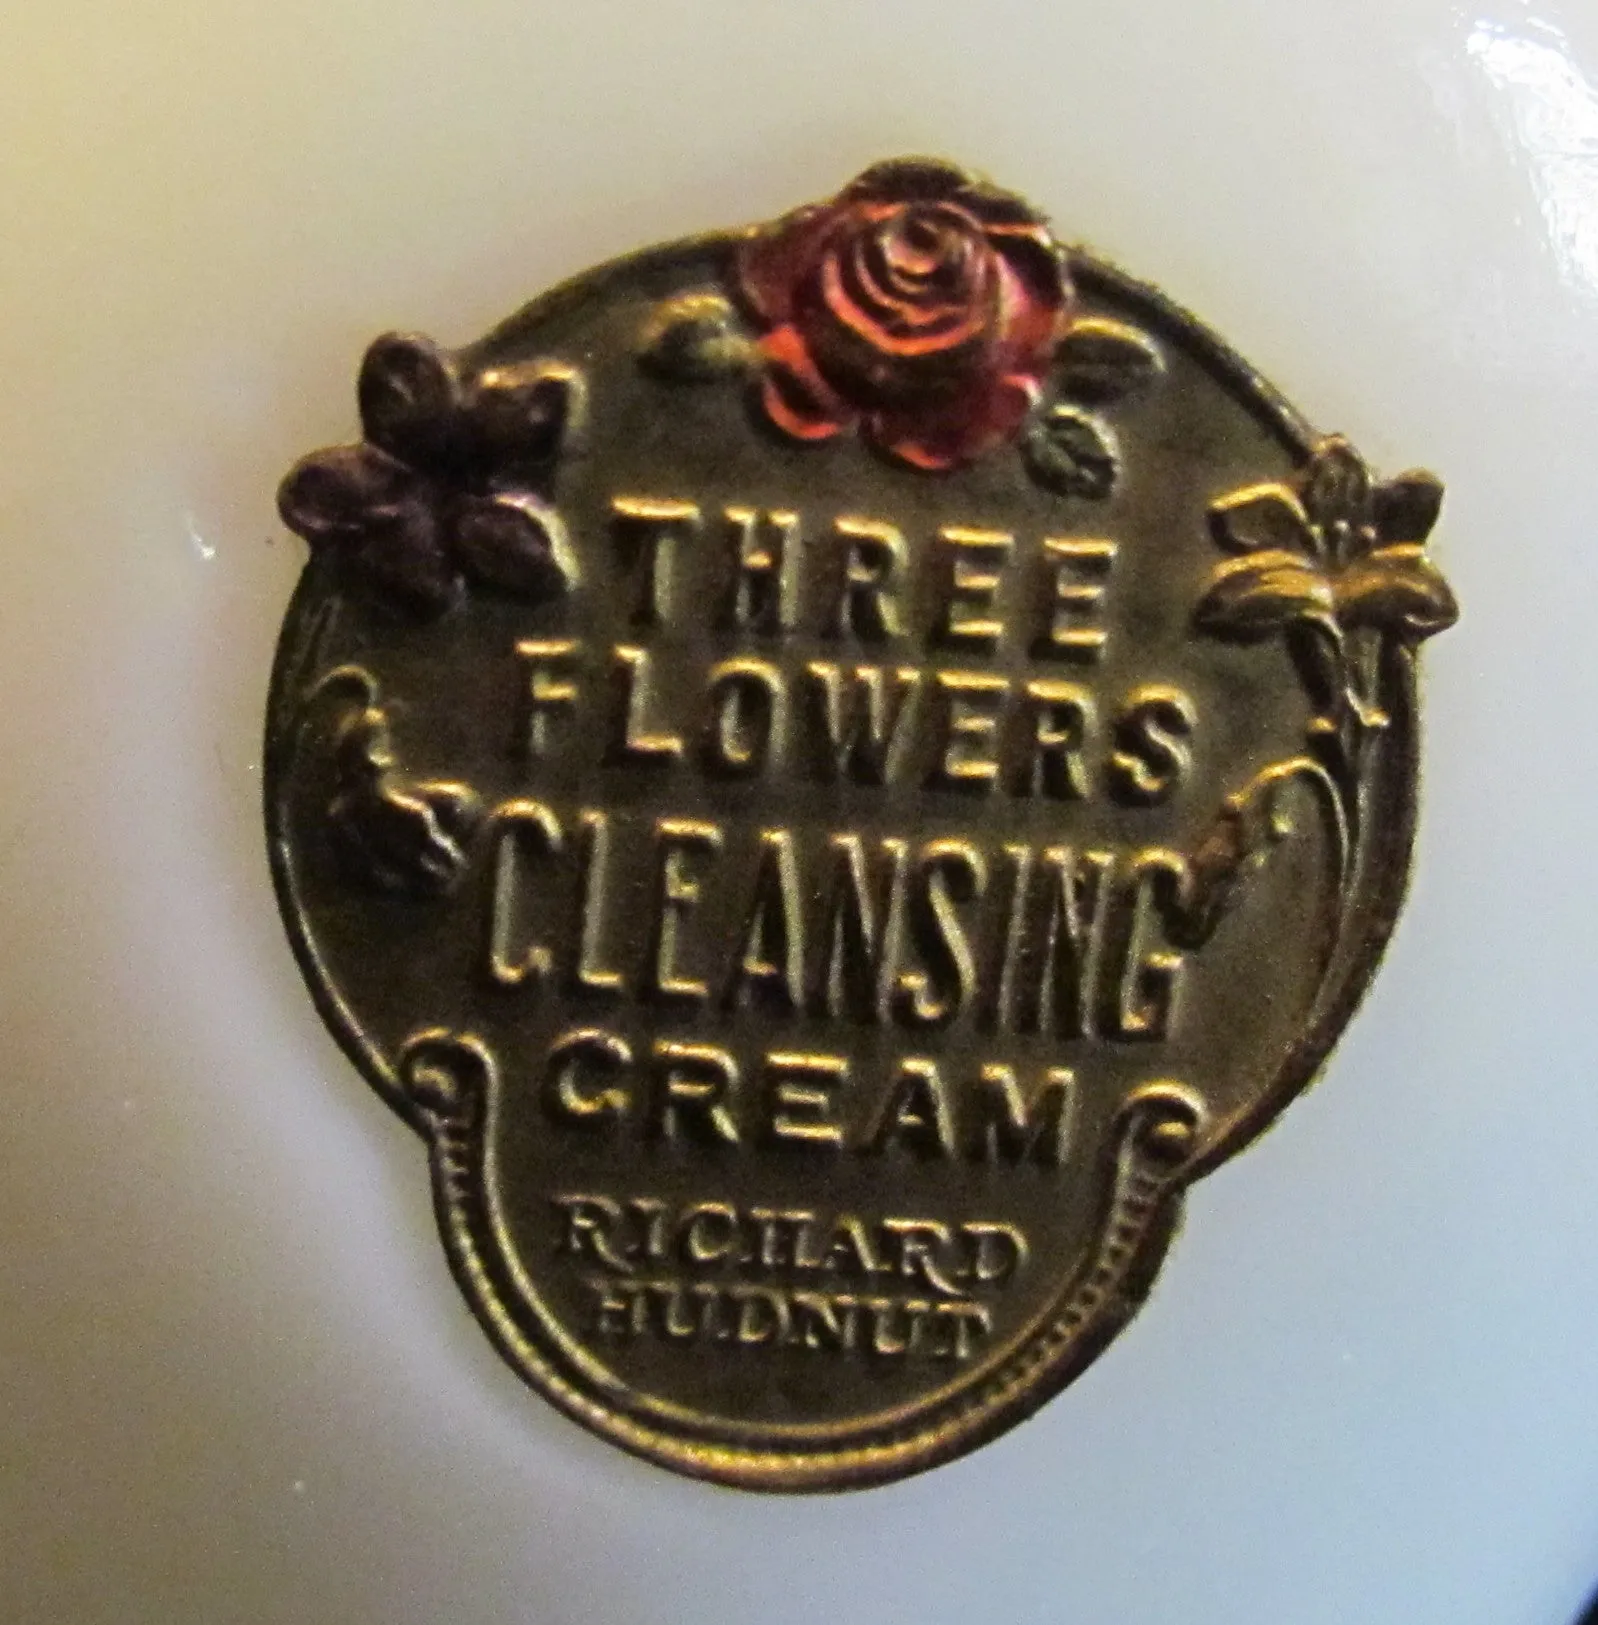 THREE
FLOWERS
CLEANSING
CREAM
RICHARD
HUDNUT